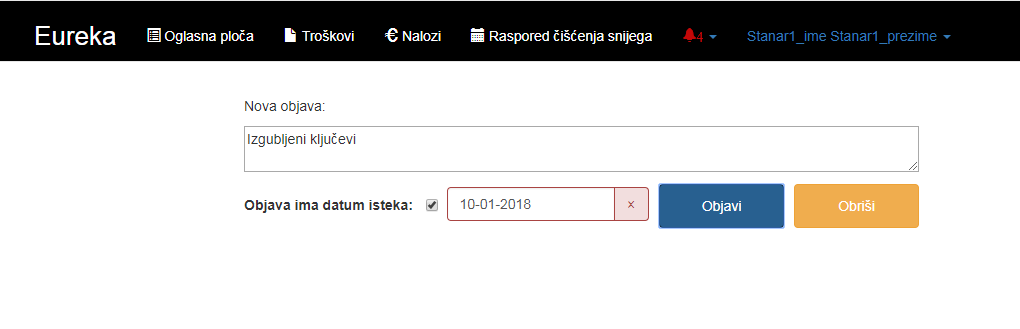 Eureka Oglasna ploča Troškovi Nalozi Raspored čišćenja snijega 4 Stanar1_ime Stanar1_prezime
Nova objava:
Izgubljeni ključevi
Objava ima datum isteka: 10-01-2018 x Objavi Obriši